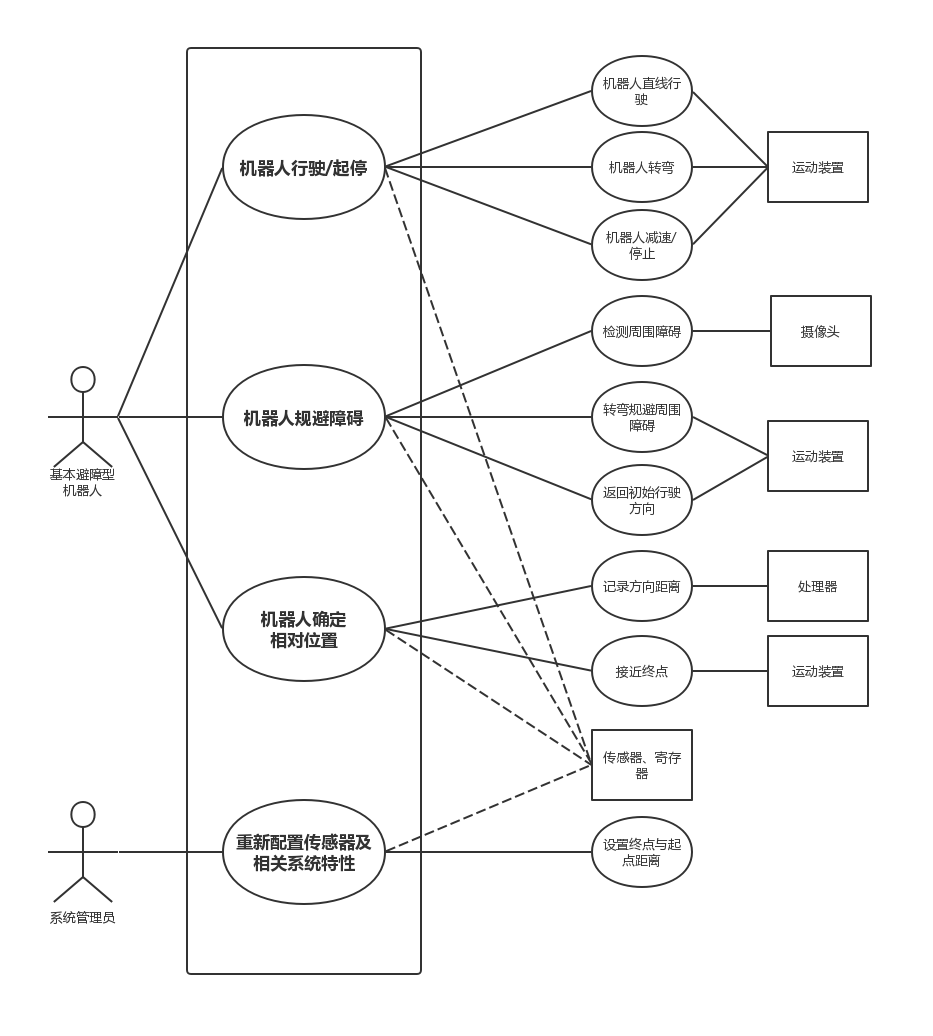 机器人直线行
驶
机器人行驶/起停
机器人转弯
运动装置
机器人减速/
停止
检测周围障碍
摄像头
机器人规避障碍
转弯规避周围
障碍
运动装置
基本避障型
机器人
返回初始行驶
方向
记录方向距离
处理器
机器人确定
相对位置
接近终点
运动装置
传感器、寄存
器
重新配置传感器及
相关系统特性
设置终点与起
点距离
系统管理员